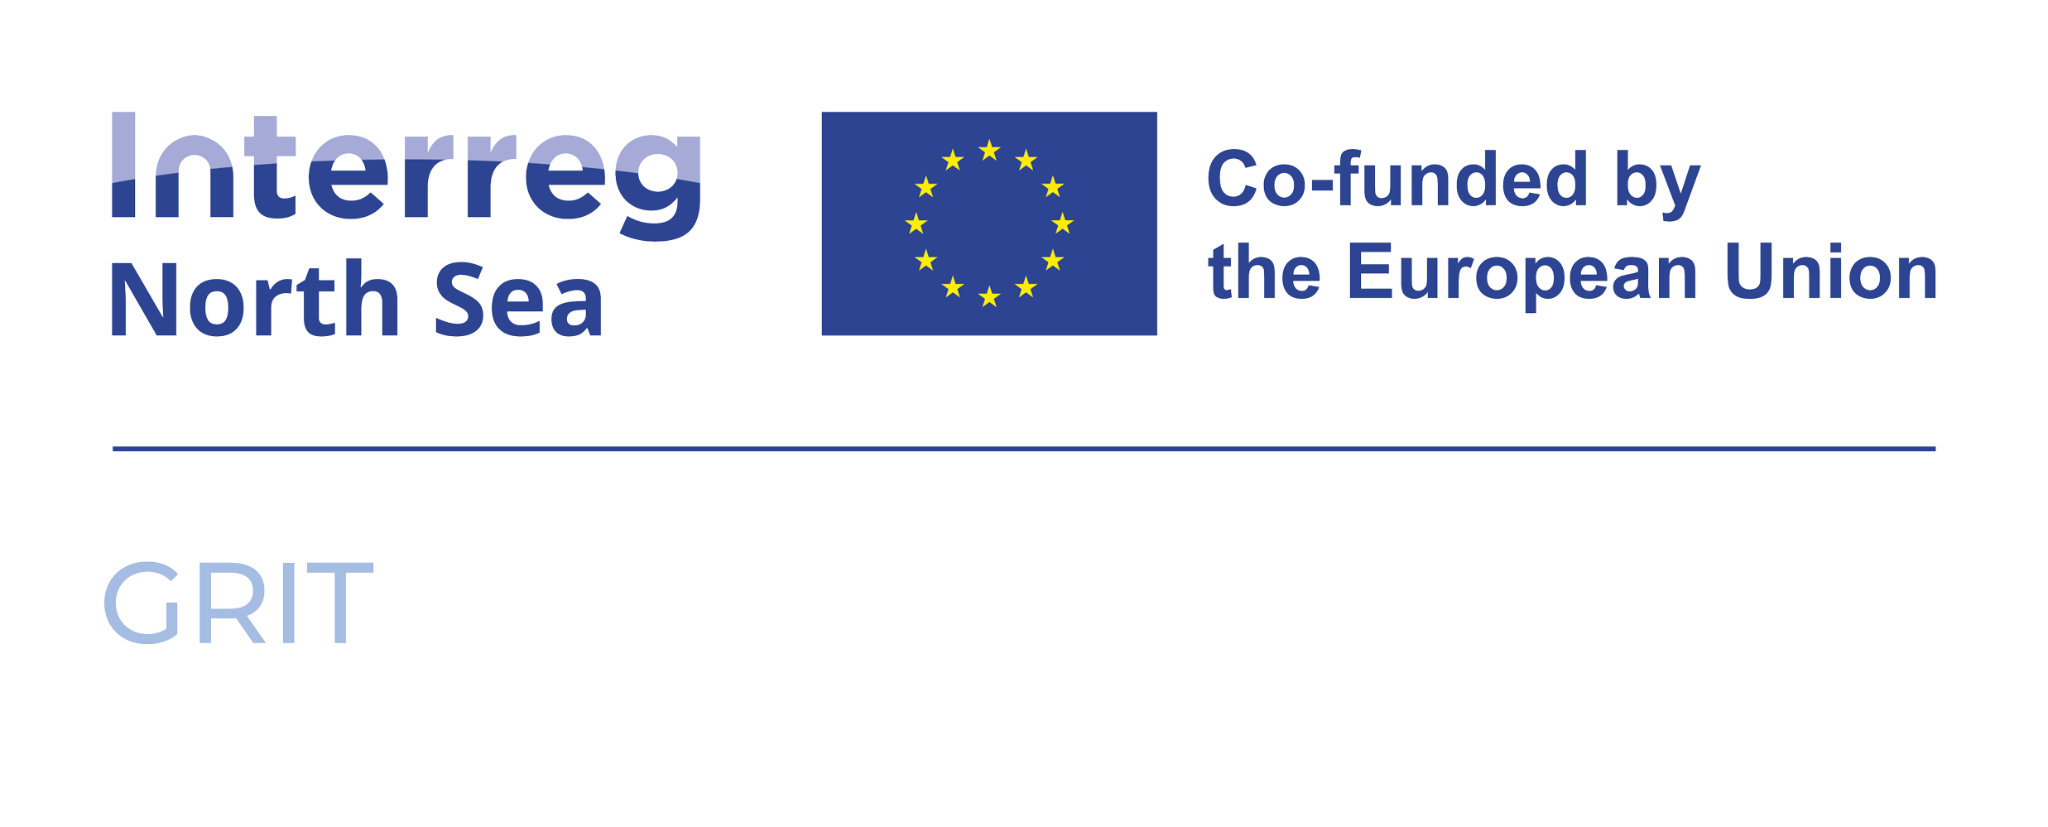 Interreg
North Sea
Co-funded by
the European Union
GRIT